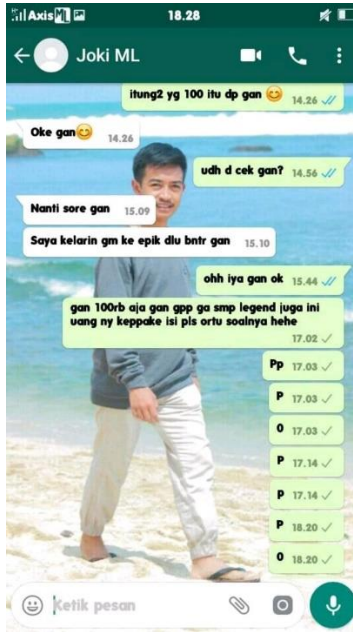 Axis ML
18.28
Joki ML
itung2 yg 100 itu dp gan 😊 14.26
Oke gan😊 14.26
udh d cek gan? 14.56
Nanti sore gan 15.09
Saya kelarin gm ke epik dlu bntr gan 15.10
ohh iya gan ok 15.44
gan 100rb aja gan gpp ga smp legend juga ini
uang ny keppake isi pls ortu soalnya hehe
17.02
Pp 17.03
P 17.03
O 17.03
P 17.14
P 17.14
P 18.20
O 18.20
Ketik pesan